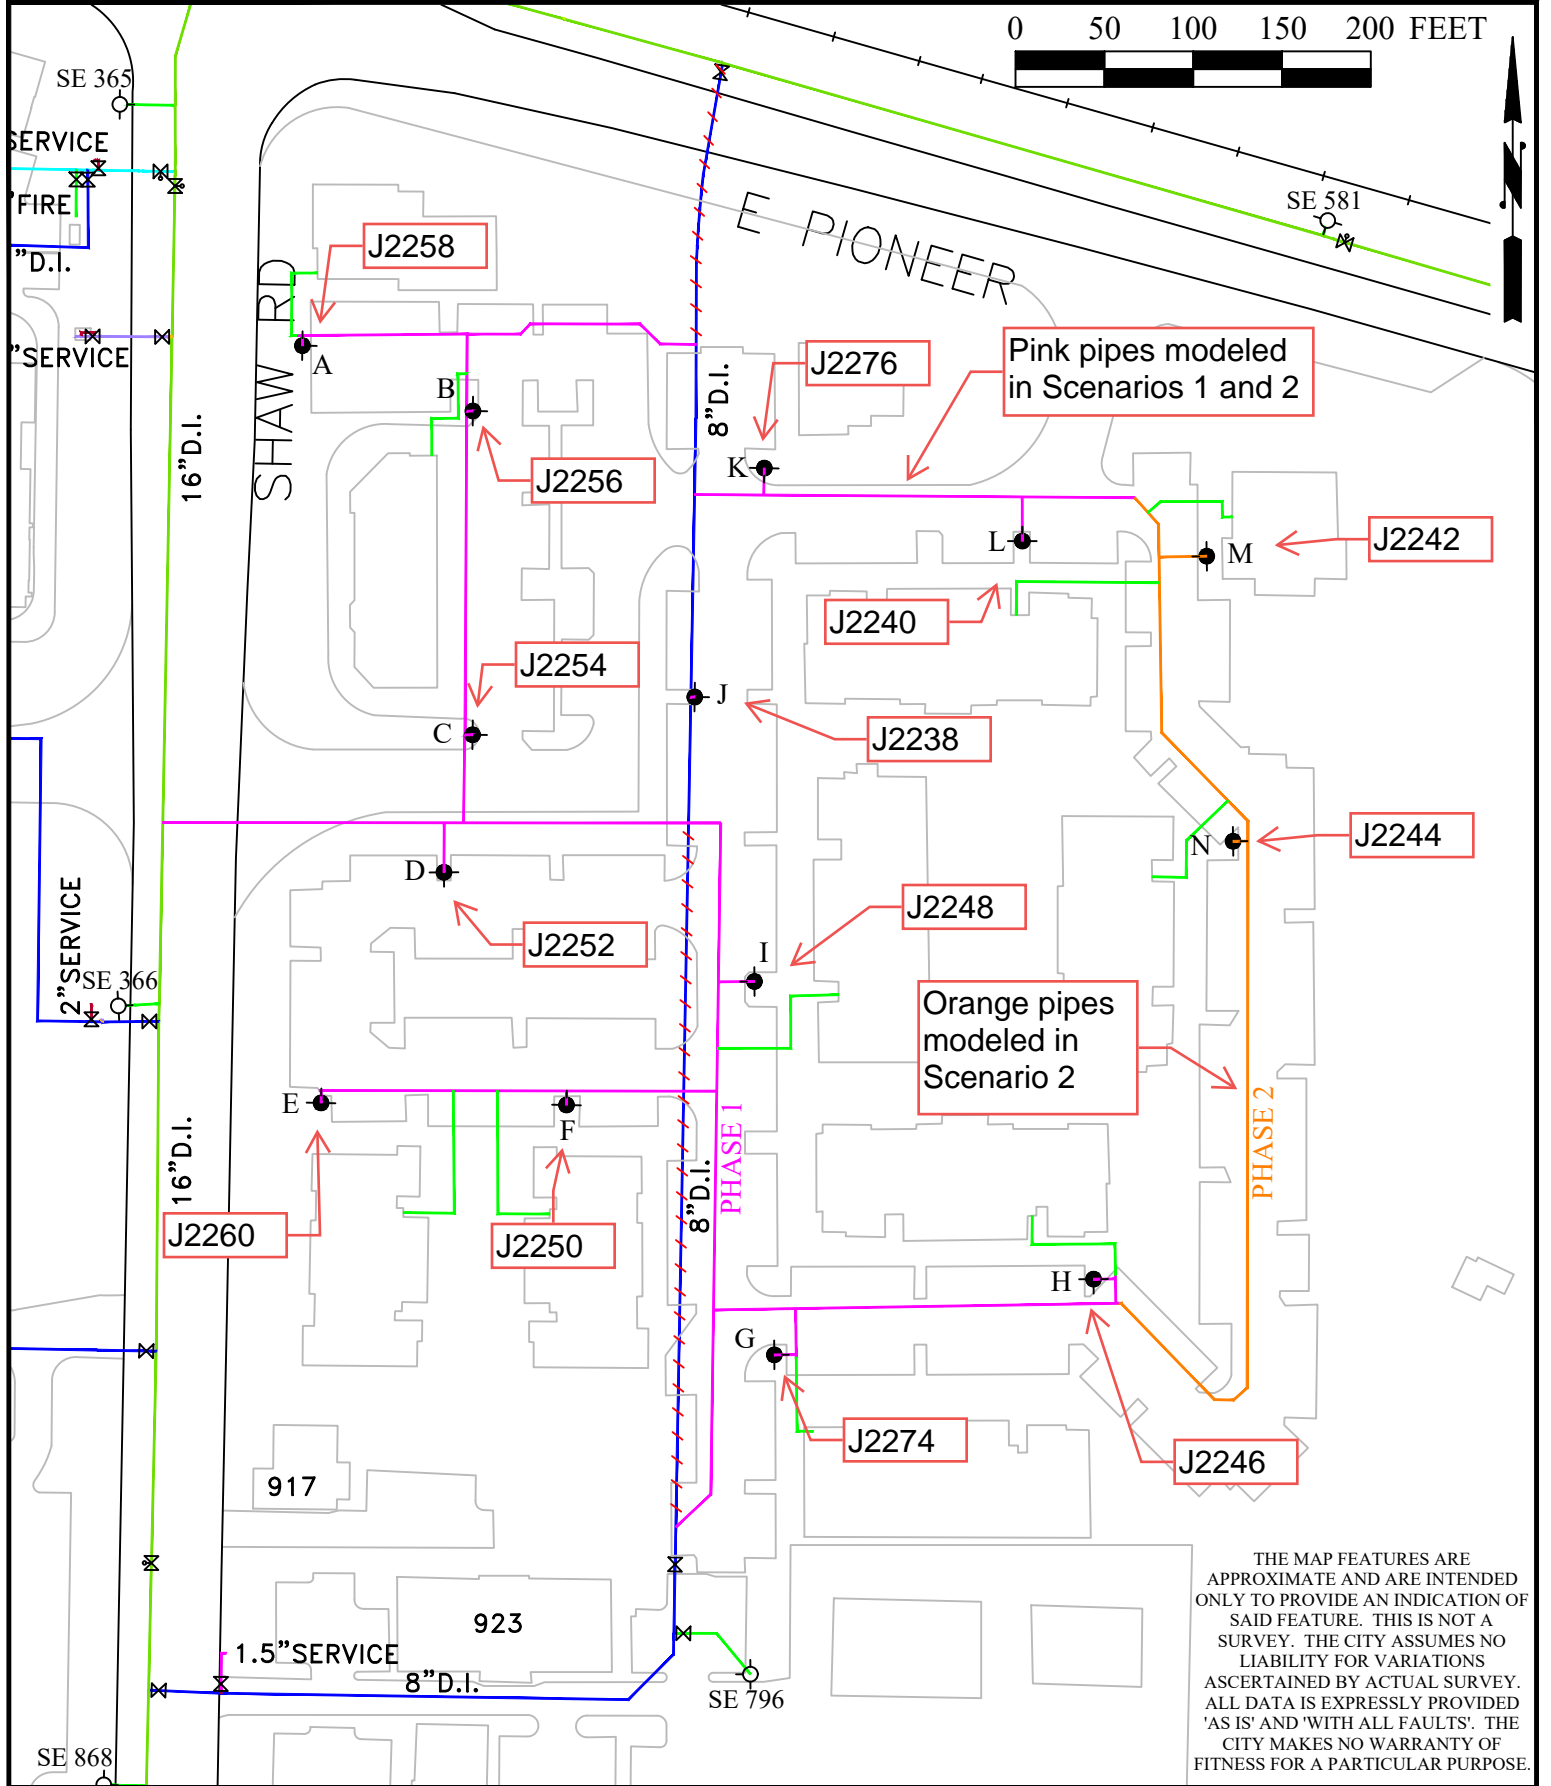 0 50 100 150 200 FEET
SE 365
SERVICE
"FIRE
"D.I.
"SERVICE
J2258
A
SHAW RD
16"D.I.
B
J2256
J2254
C
E PIONEER
SE 581
N
8"D.I.
J2276
Pink pipes modeled
in Scenarios 1 and 2
K
L
M
J2242
J2240
J
J2238
N
J2244
D
J2252
I
J2248
2"SERVICE
SE 366
Orange pipes
modeled in
Scenario 2
E
F
16"D.I.
J2260
J2250
8"D.I.
PHASE 1
PHASE 2
H
G
J2274
J2246
917
923
1.5"SERVICE
8"D.I.
SE 796
SE 868
THE MAP FEATURES ARE
APPROXIMATE AND ARE INTENDED
ONLY TO PROVIDE AN INDICATION OF
SAID FEATURE. THIS IS NOT A
SURVEY. THE CITY ASSUMES NO
LIABILITY FOR VARIATIONS
ASCERTAINED BY ACTUAL SURVEY.
ALL DATA IS EXPRESSLY PROVIDED
'AS IS' AND 'WITH ALL FAULTS'. THE
CITY MAKES NO WARRANTY OF
FITNESS FOR A PARTICULAR PURPOSE.